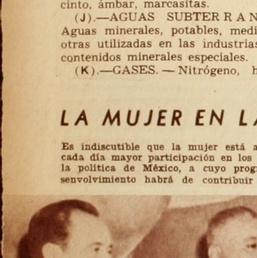 cinto, ámbar, marcasitas.
(J).—AGUAS SUBTERRAN
Aguas minerales, potables, medi
otras utilizadas en las industrias
contenidos minerales especiales.
(K).—GASES. — Nitrógeno, h
LA MUJER EN LA
Es indiscutible que la mujer está a
cada día mayor participación en los
la política de México, a cuyo prog
senvolvimiento habrá de contribuir